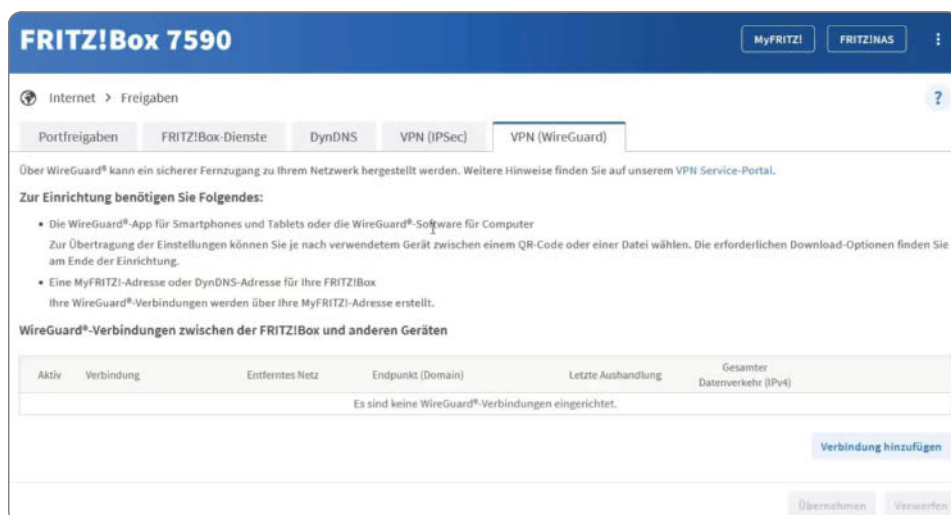 FRITZ!Box 7590
MyFRITZ!
FRITZ!NAS
Internet > Freigaben
?
Portfreigaben
FRITZ!Box-Dienste
DynDNS
VPN (IPSec)
VPN (WireGuard)
Über WireGuard® kann ein sicherer Fernzugang zu Ihrem Netzwerk hergestellt werden. Weitere Hinweise finden Sie auf unserem VPN Service-Portal.
Zur Einrichtung benötigen Sie Folgendes:
• Die WireGuard®-App für Smartphones und Tablets oder die WireGuard®-Software für Computer
Zur Übertragung der Einstellungen können Sie je nach verwendetem Gerät zwischen einem QR-Code oder einer Datei wählen. Die erforderlichen Download-Optionen finden Sie
am Ende der Einrichtung.
• Eine MyFRITZ!-Adresse oder DynDNS-Adresse für Ihre FRITZ!Box
Ihre WireGuard®-Verbindungen werden über Ihre MyFRITZ!-Adresse erstellt.
WireGuard®-Verbindungen zwischen der FRITZ!Box und anderen Geräten
Aktiv
Verbindung
Entferntes Netz
Endpunkt (Domain)
Letzte Aushandlung
Gesamter
Datenverkehr (IPv4)
Es sind keine WireGuard®-Verbindungen eingerichtet.
Verbindung hinzufügen
Übernehmen
Verwerfen